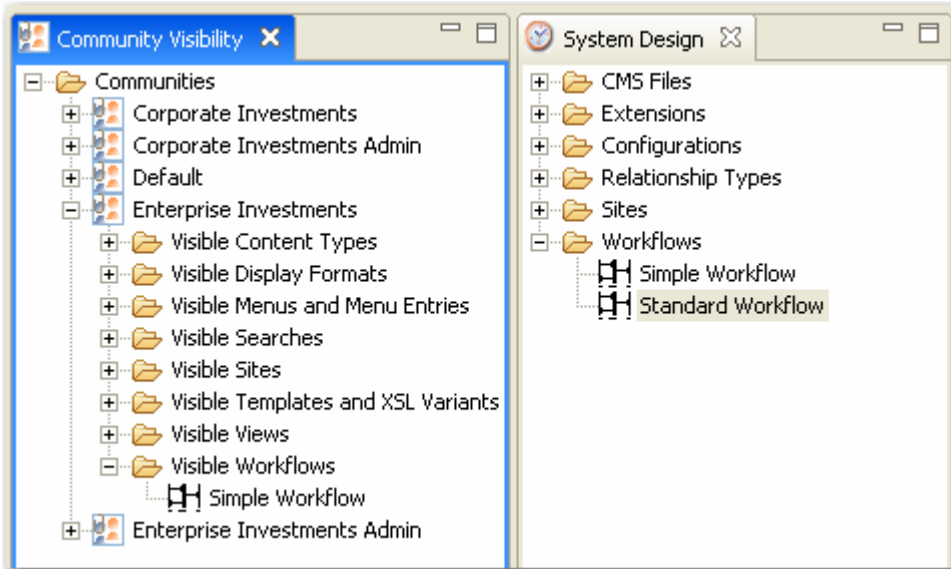 Community Visibility
Communities
Corporate Investments
Corporate Investments Admin
Default
Enterprise Investments
Visible Content Types
Visible Display Formats
Visible Menus and Menu Entries
Visible Searches
Visible Sites
Visible Templates and XSL Variants
Visible Views
Visible Workflows
Simple Workflow
Enterprise Investments Admin
System Design
CMS Files
Extensions
Configurations
Relationship Types
Sites
Workflows
Simple Workflow
Standard Workflow